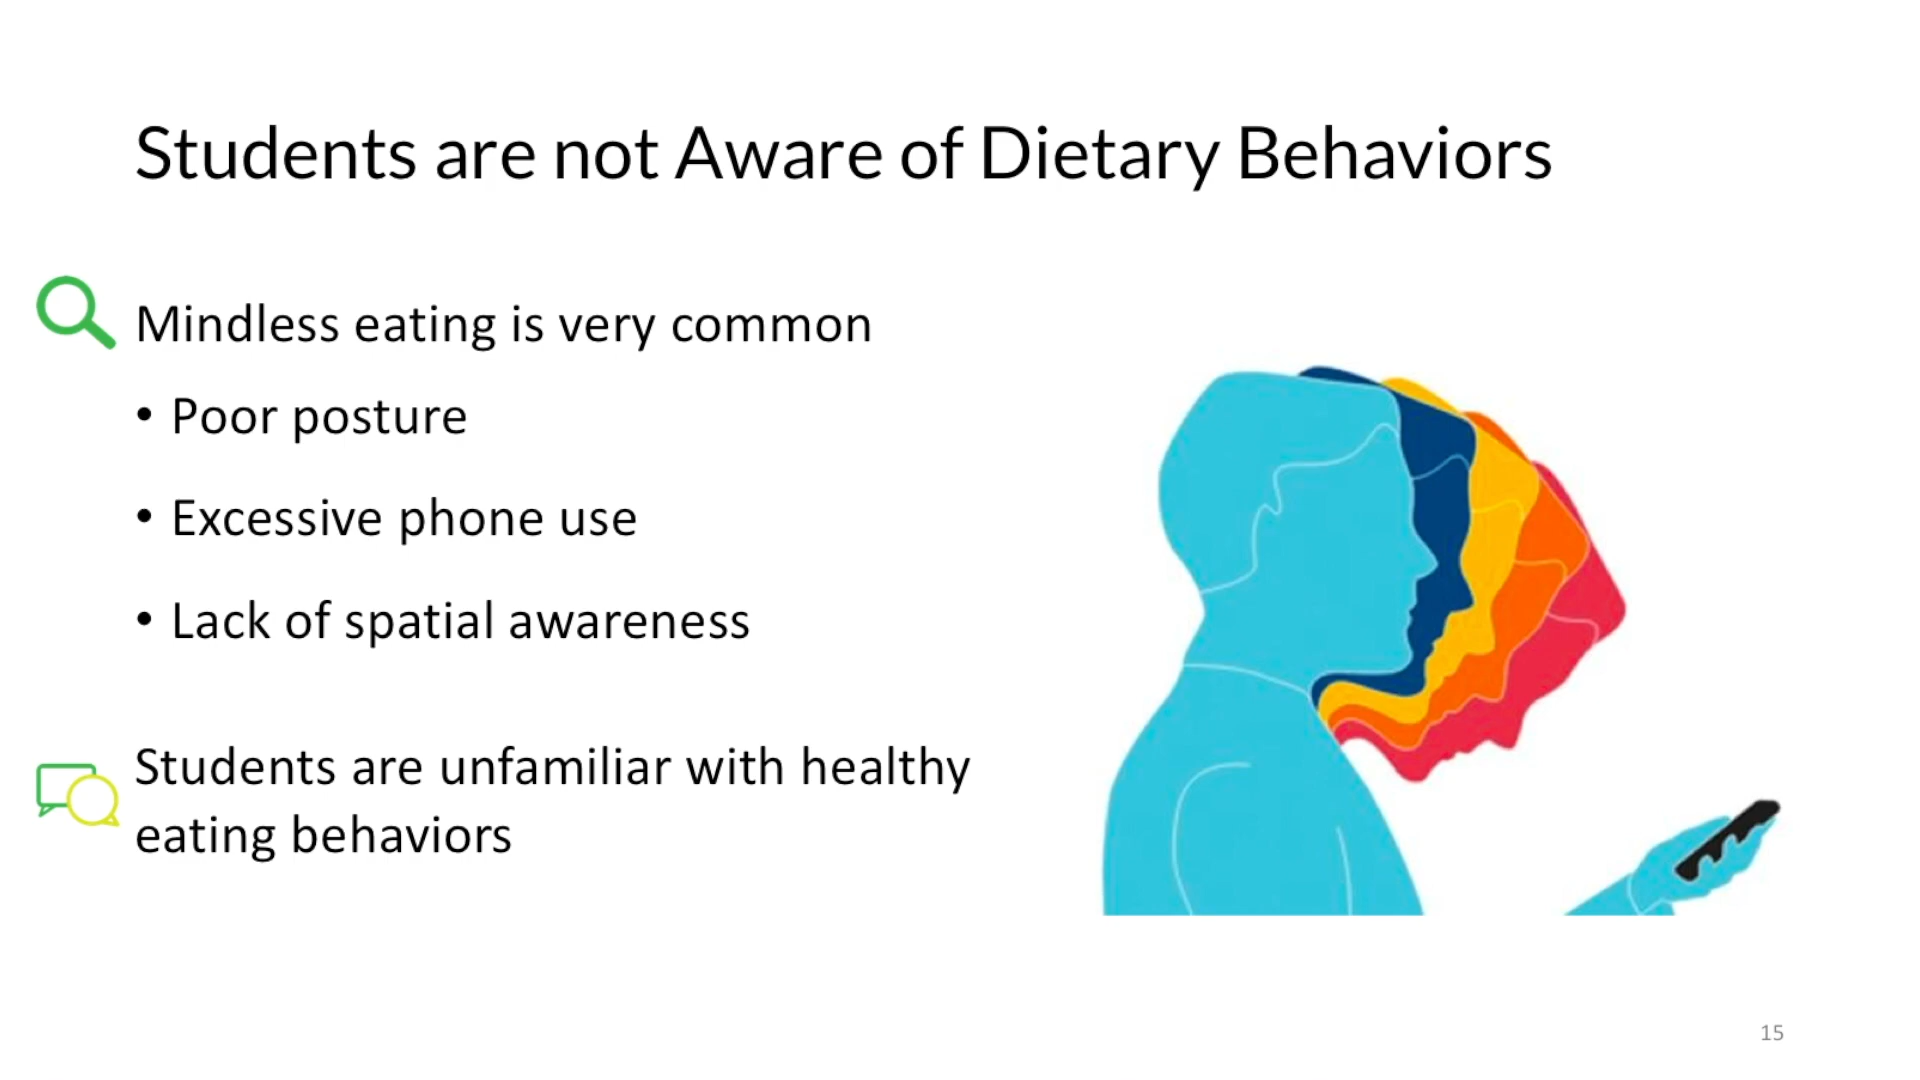 Students are not Aware of Dietary Behaviors
Mindless eating is very common
• Poor posture
• Excessive phone use
• Lack of spatial awareness
Students are unfamiliar with healthy
eating behaviors
15